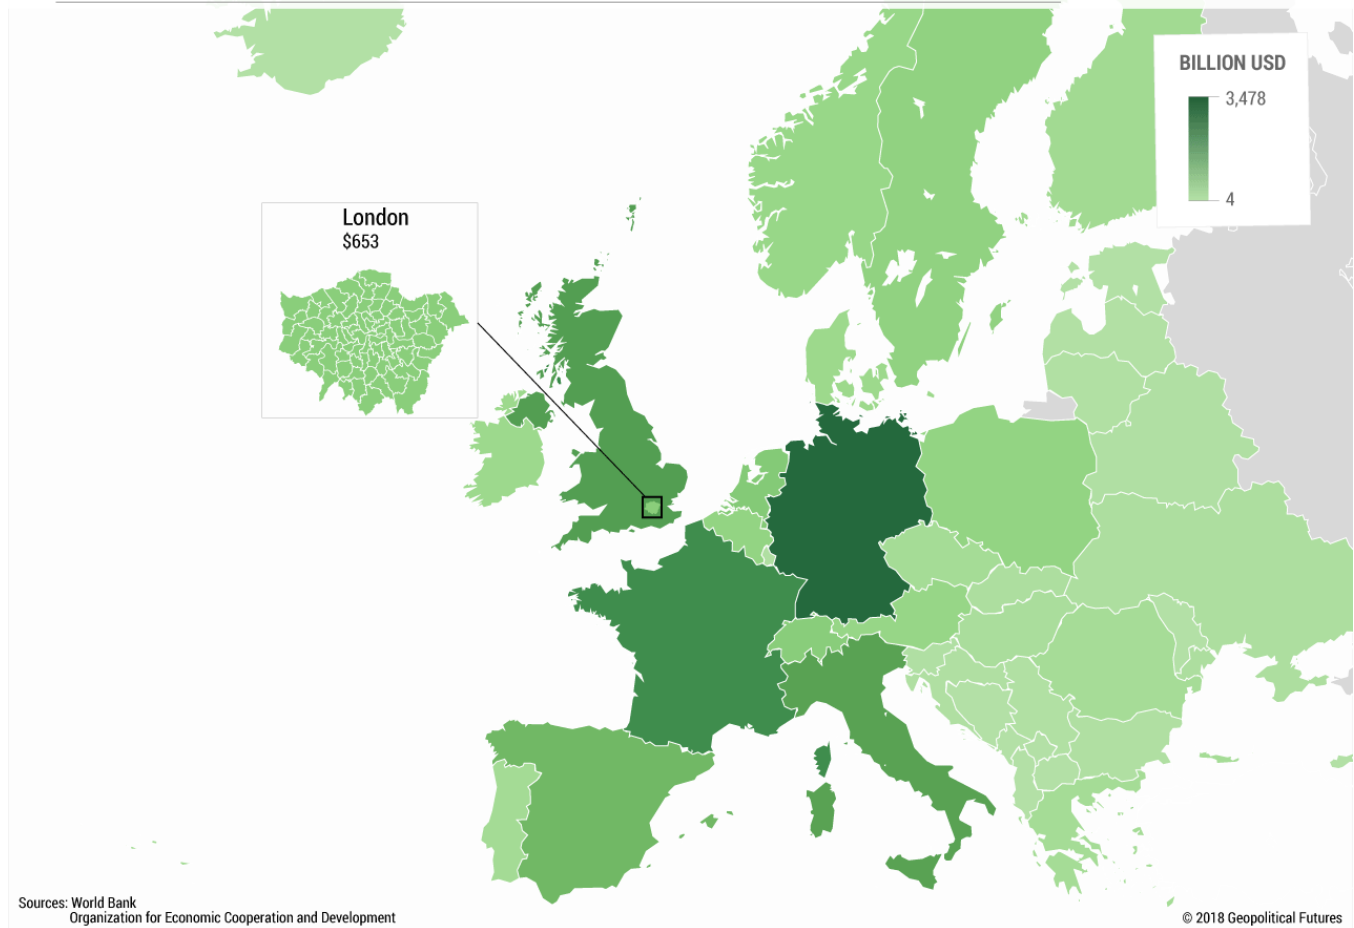 BILLION USD
3,478
4
London
$653
Sources: World Bank
Organization for Economic Cooperation and Development
© 2018 Geopolitical Futures